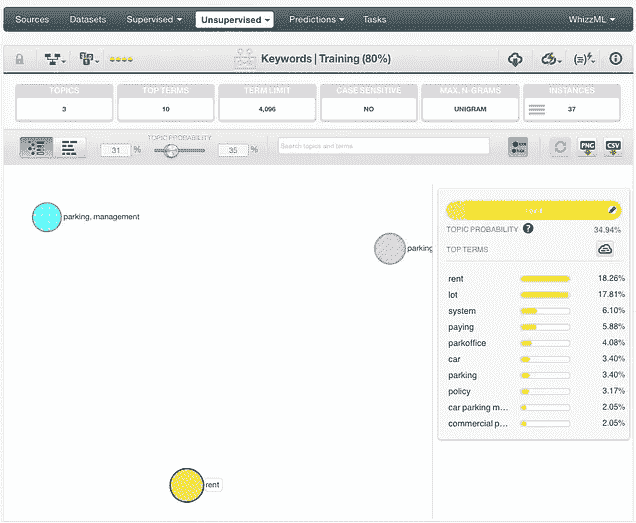 Sources Datasets Supervised Unsupervised Predictions Tasks WhizzML
Keywords | Training (80%)
TOPICS TOP TERMS TERM LIMIT CASE SENSITIVE MAX. N-GRAMS INSTANCES
3 10 4,096 NO UNIGRAM 37
TOPIC PROBABILITY
31 % 35 % Search topics and terms PNG CSV
parking, management
parking
rent
TOPIC PROBABILITY ? 34.94%
TOP TERMS
rent 18.26%
lot 17.81%
system 6.10%
paying 5.88%
parkoffice 4.08%
car 3.40%
parking 3.40%
policy 3.17%
car parking m... 2.05%
commercial p... 2.05%